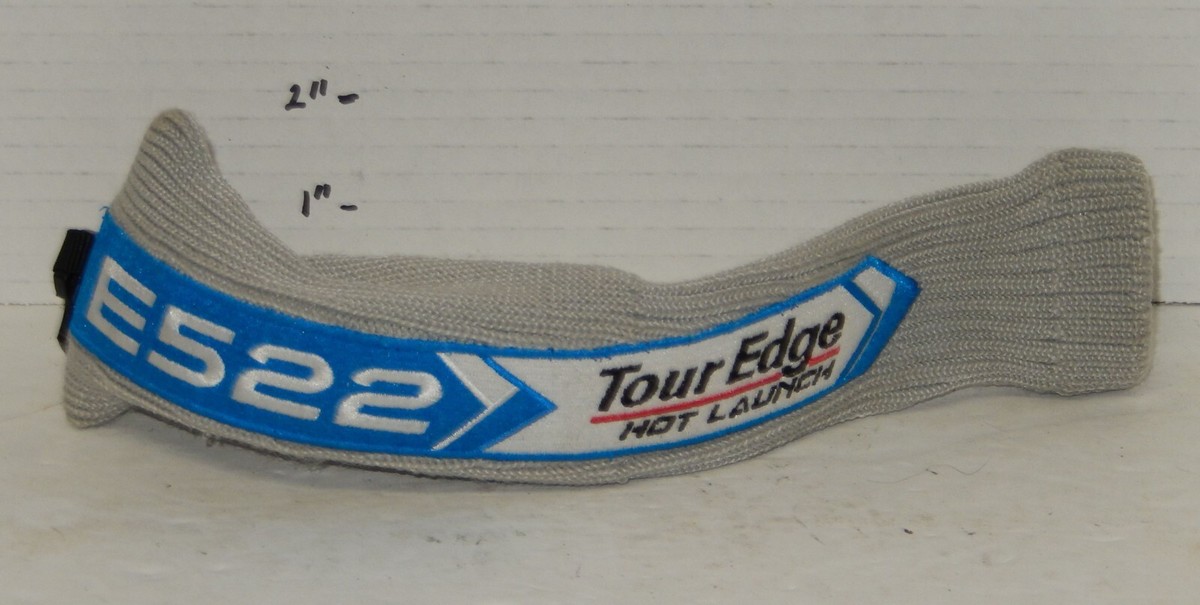 2" -
1" -
E522
Tour Edge
HOT LAUNCH